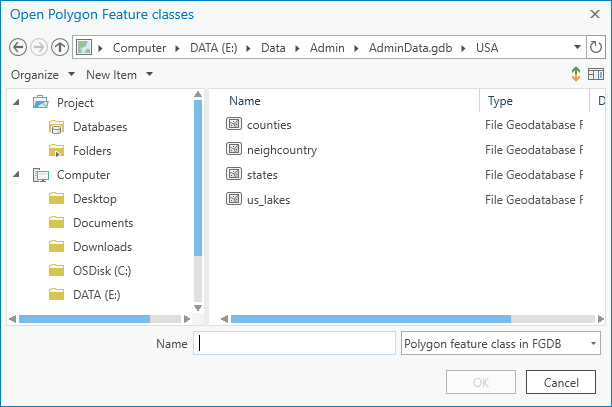 Open Polygon Feature classes
Computer ▸ DATA (E:) ▸ Data ▸ Admin ▸ AdminData.gdb ▸ USA
Organize New Item
Name Type D
Project
Databases
Folders
Computer
Desktop
Documents
Downloads
OSDisk (C:)
DATA (E:)
counties File Geodatabase F
neighcountry File Geodatabase F
states File Geodatabase F
us_lakes File Geodatabase F
Name Polygon feature class in FGDB
OK Cancel